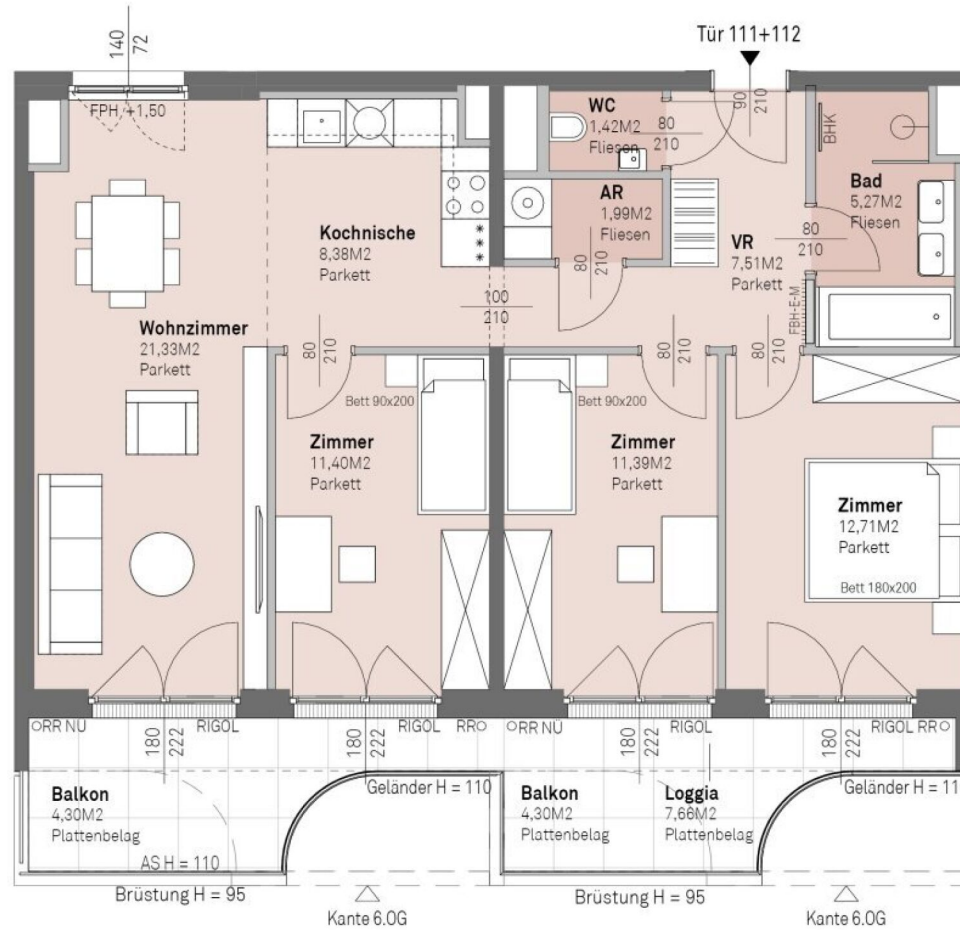 Tür 111+112
140
72
FPH +1,50
WC
1,42M2
Fliesen
80
210
90
210
BHK
Bad
5,27M2
Fliesen
80
210
AR
1,99M2
Fliesen
80
210
VR
7,51M2
Parkett
FBH-E-M
Kochnische
8,38M2
Parkett
100
210
Wohnzimmer
21,33M2
Parkett
80
210
80
210
80
210
Bett 90x200
Bett 90x200
Zimmer
11,40M2
Parkett
Zimmer
11,39M2
Parkett
Zimmer
12,71M2
Parkett
Bett 180x200
RR NÜ
RIGOL
RIGOL
RR
RR NÜ
RIGOL
RIGOL RR
180
222
180
222
180
222
180
222
Balkon
4,30M2
Plattenbelag
Geländer H = 110
Balkon
4,30M2
Plattenbelag
Loggia
7,66M2
Plattenbelag
Geländer H = 11
AS H = 110
Brüstung H = 95
Brüstung H = 95
Kante 6.OG
Kante 6.OG